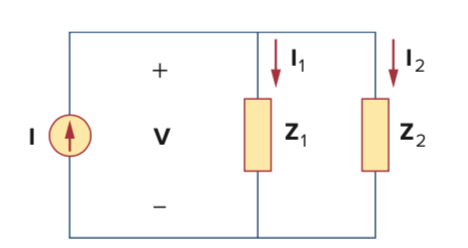 I₁
I₂
+
I
V
Z₁
Z₂
−